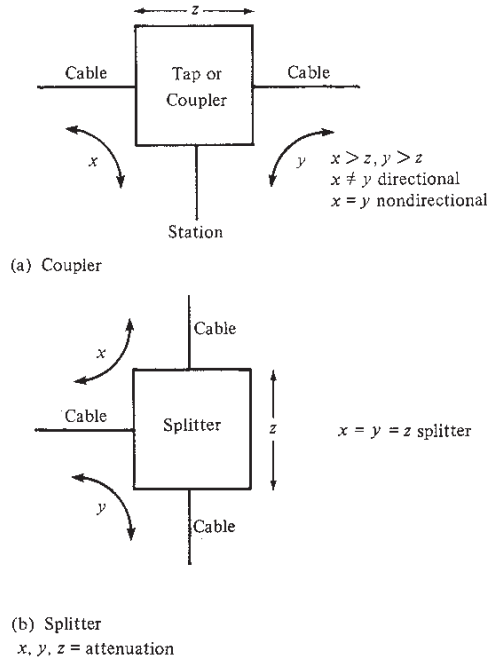 z
Cable
Tap or
Coupler
Cable
x
y
x > z, y > z
x ≠ y directional
x = y nondirectional
Station
(a) Coupler
Cable
x
Cable
Splitter
z
x = y = z splitter
y
Cable
(b) Splitter
x, y, z = attenuation